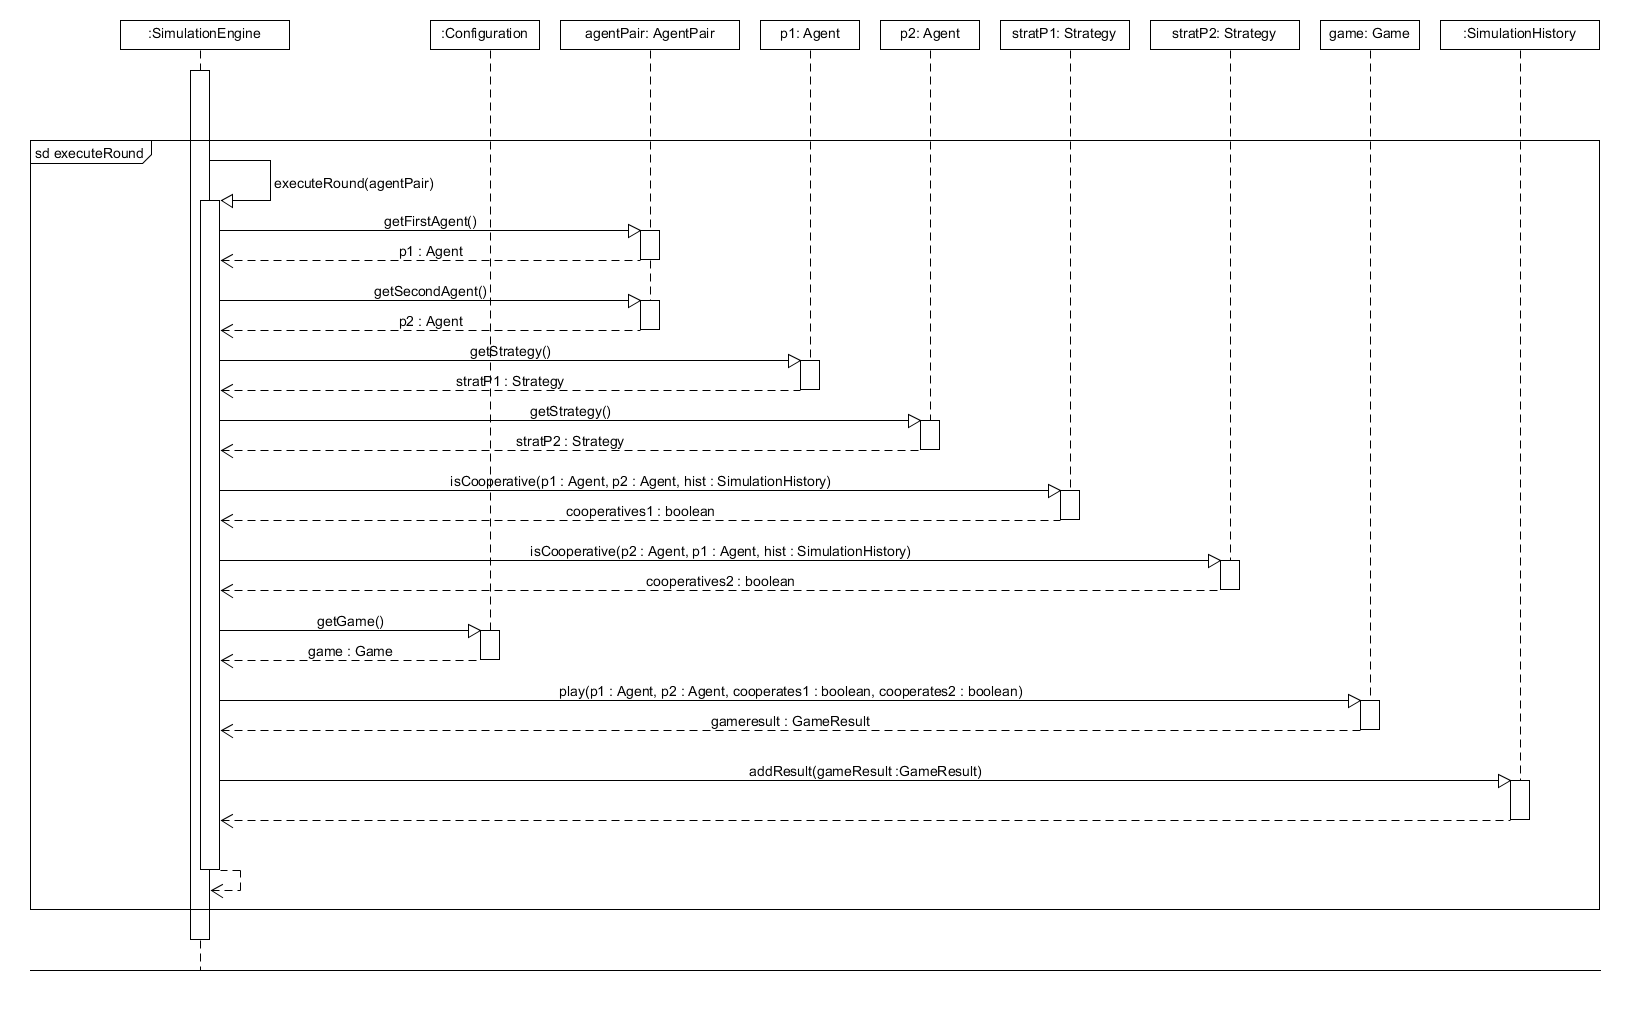 :SimulationEngine
:Configuration
agentPair: AgentPair
p1: Agent
p2: Agent
stratP1: Strategy
stratP2: Strategy
game: Game
:SimulationHistory
sd executeRound
executeRound(agentPair)
getFirstAgent()
p1 : Agent
getSecondAgent()
p2 : Agent
getStrategy()
stratP1 : Strategy
getStrategy()
stratP2 : Strategy
isCooperative(p1 : Agent, p2 : Agent, hist : SimulationHistory)
cooperatives1 : boolean
isCooperative(p2 : Agent, p1 : Agent, hist : SimulationHistory)
cooperatives2 : boolean
getGame()
game : Game
play(p1 : Agent, p2 : Agent, cooperates1 : boolean, cooperates2 : boolean)
gameresult : GameResult
addResult(gameResult :GameResult)